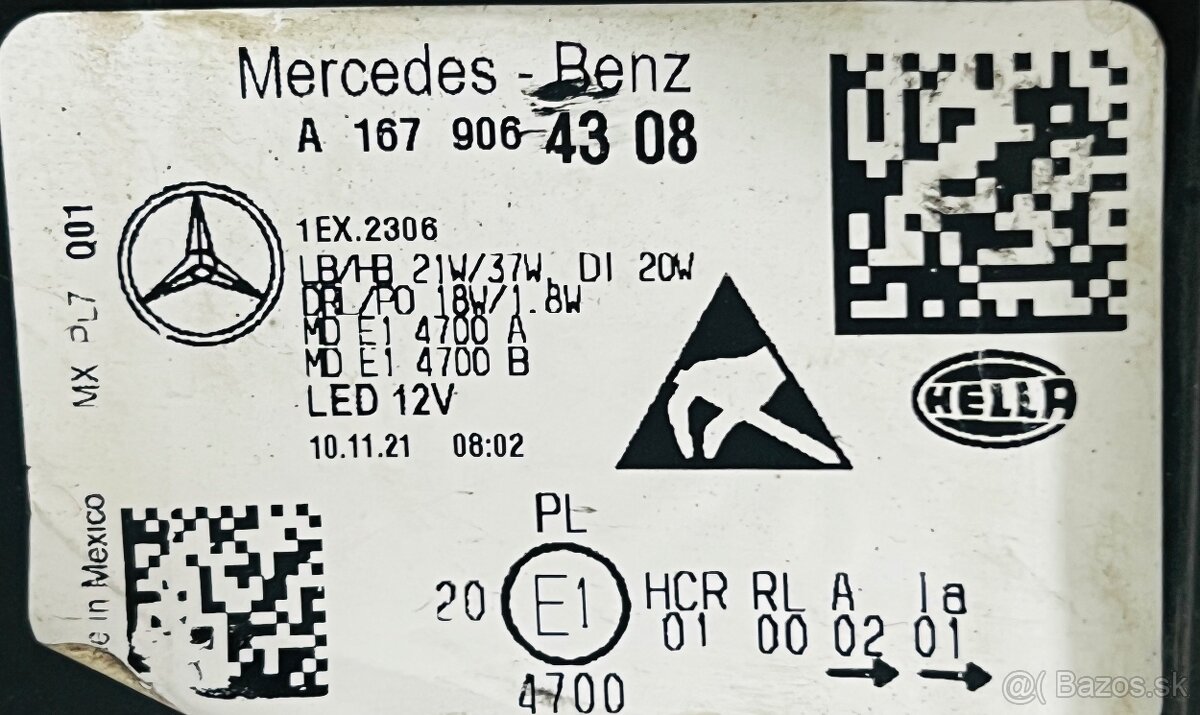 Mercedes - Benz
A 167 906 43 08
MX PL7 Q01
1EX.2306
LB/HB 21W/37W, DI 20W
DRL/PO 18W/1.8W
MD E1 4700 A
MD E1 4700 B
LED 12V
10.11.21 08:02
HELLA
in Mexico
PL
20 E1 HCR RL A Ia
01 00 02 01
4700
@( Bazos.sk